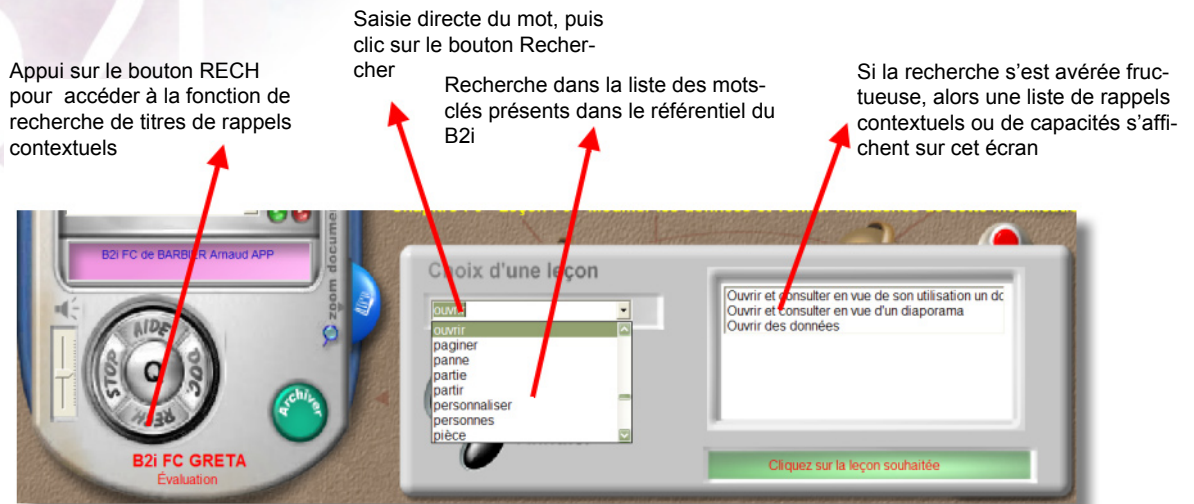 Saisie directe du mot, puis
clic sur le bouton Recher-
cher
Appui sur le bouton RECH
pour accéder à la fonction de
recherche de titres de rappels
contextuels
Recherche dans la liste des mots-
clés présents dans le référentiel du
B2i
Si la recherche s’est avérée fruc-
tueuse, alors une liste de rappels
contextuels ou de capacités s’affi-
chent sur cet écran
B2i FC de BARBIER Arnaud APP
zoom docume
AIDE
DOC.
RECH.
STOP
Q
Archiver
B2i FC GRETA
Évaluation
Choix d'une leçon
ouvrir
ouvrir
paginer
panne
partie
partir
personnaliser
personnes
pièce
Ouvrir et consulter en vue de son utilisation un do
Ouvrir et consulter en vue d'un diaporama
Ouvrir des données
Cliquez sur la leçon souhaitée